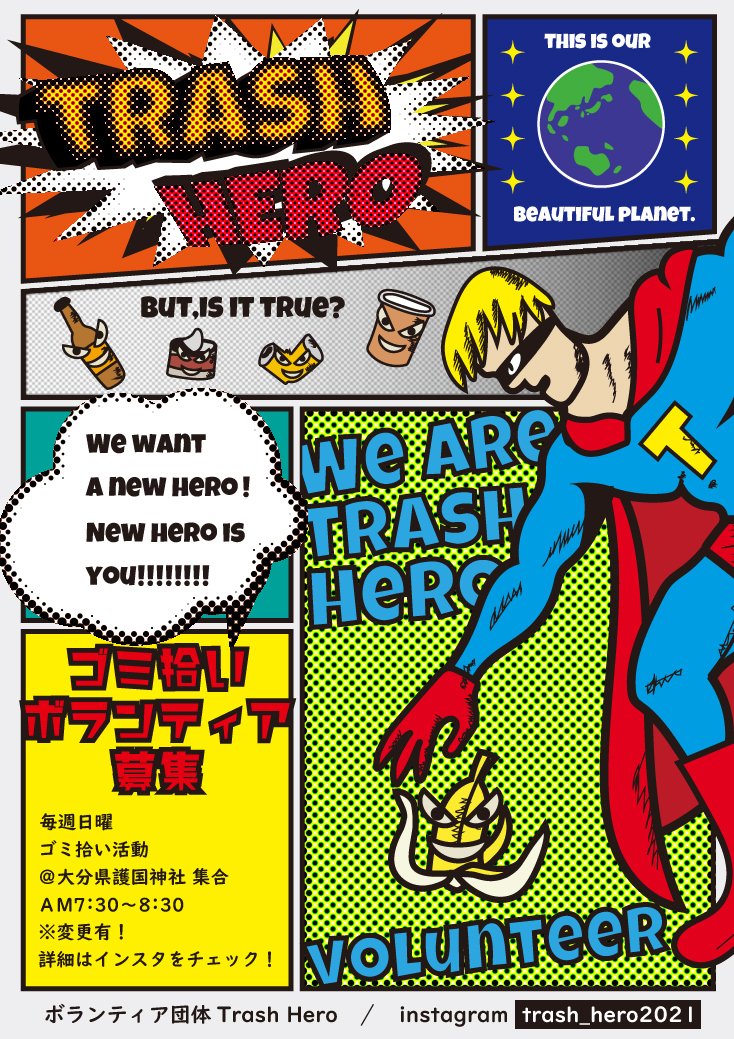 TRASH
HERO
THIS IS OUR
BEAUTIFUL PLANET.
BUT,IS IT TRUE?
We WANT
A new HERO!
New HERO IS
YOU!!!!!!!!
We ARE
TRASH
HeRO
T
ゴミ拾い
ボランティア
募集
毎週日曜
ゴミ拾い活動
@大分県護国神社 集合
AM7:30〜8:30
※変更有！
詳細はインスタをチェック！
VOLUNTEER
ボランティア団体 Trash Hero / instagram trash_hero2021